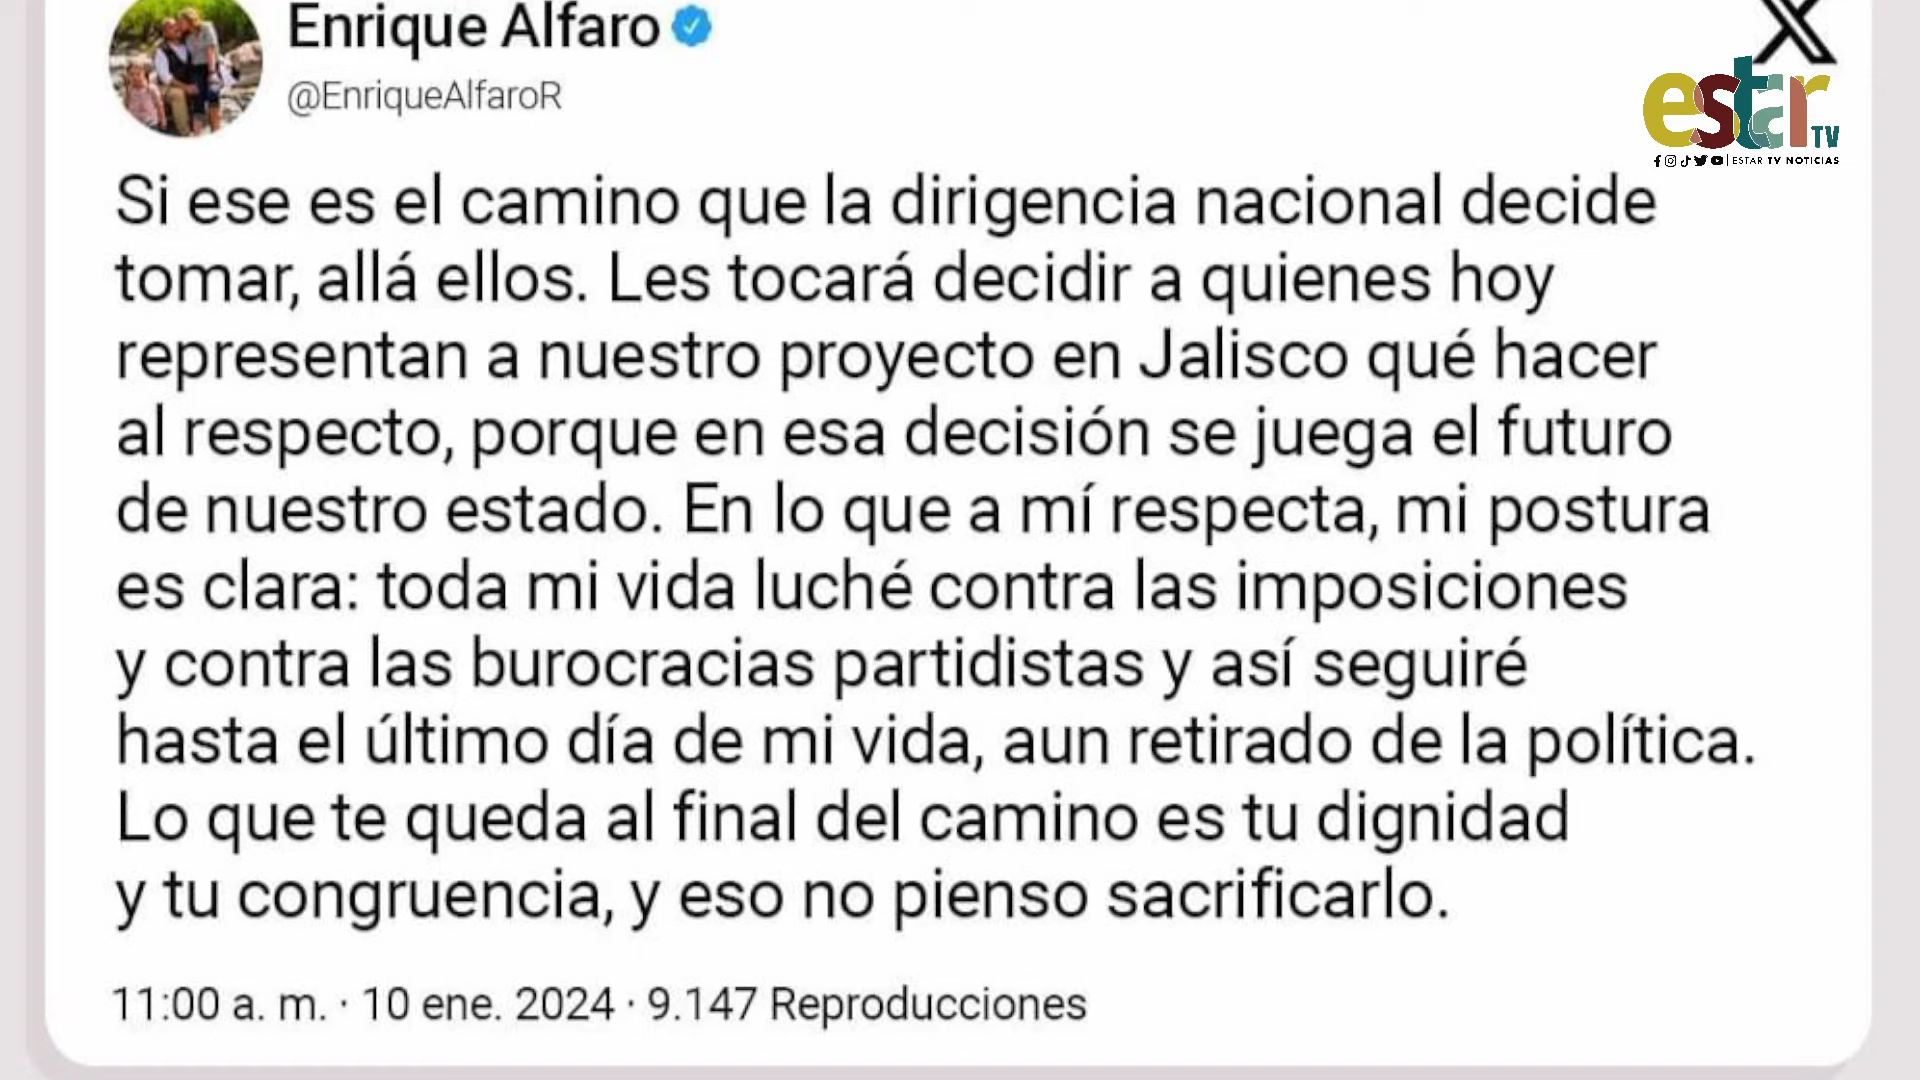 Enrique Alfaro
@EnriqueAlfaroR
X
estar TV
ESTAR TV NOTICIAS
Si ese es el camino que la dirigencia nacional decide
tomar, allá ellos. Les tocará decidir a quienes hoy
representan a nuestro proyecto en Jalisco qué hacer
al respecto, porque en esa decisión se juega el futuro
de nuestro estado. En lo que a mí respecta, mi postura
es clara: toda mi vida luché contra las imposiciones
y contra las burocracias partidistas y así seguiré
hasta el último día de mi vida, aun retirado de la política.
Lo que te queda al final del camino es tu dignidad
y tu congruencia, y eso no pienso sacrificarlo.
11:00 a. m. · 10 ene. 2024 · 9.147 Reproducciones